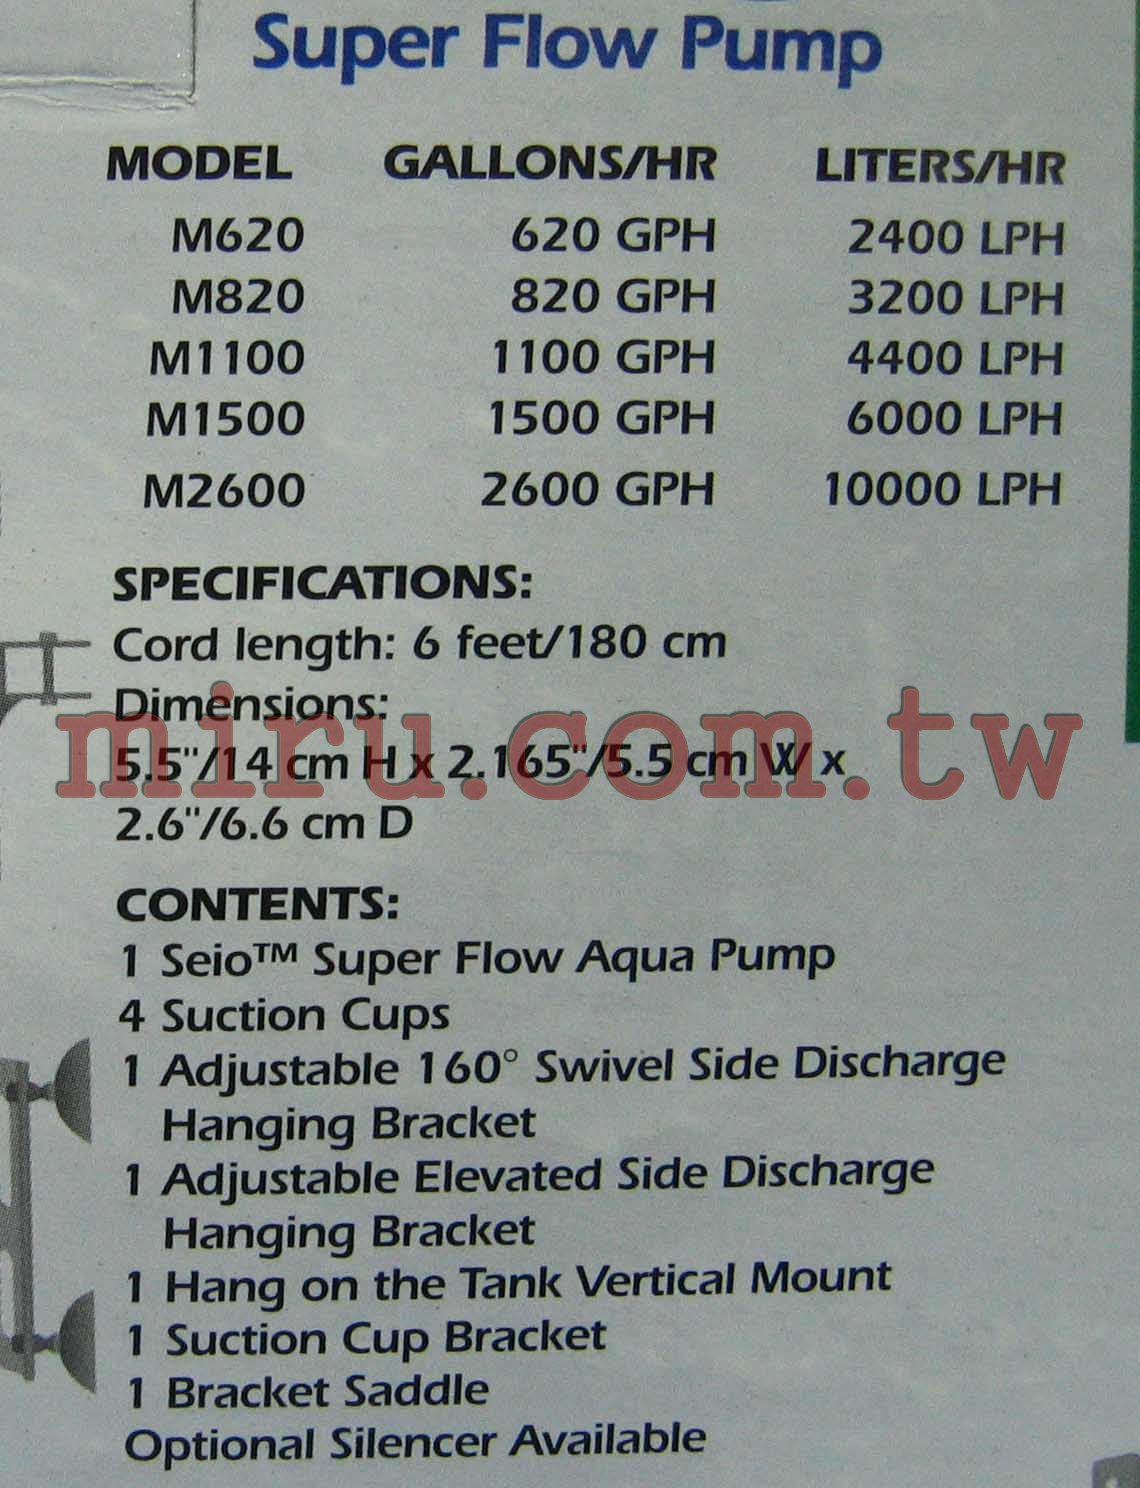 Super Flow Pump
MODEL GALLONS/HR LITERS/HR
M620 620 GPH 2400 LPH
M820 820 GPH 3200 LPH
M1100 1100 GPH 4400 LPH
M1500 1500 GPH 6000 LPH
M2600 2600 GPH 10000 LPH
SPECIFICATIONS:
Cord length: 6 feet/180 cm
Dimensions:
miru.com.tw
5.5"/14 cm H x 2.165"/5.5 cm W x
2.6"/6.6 cm D
CONTENTS:
1 Seio™ Super Flow Aqua Pump
4 Suction Cups
1 Adjustable 160° Swivel Side Discharge
Hanging Bracket
1 Adjustable Elevated Side Discharge
Hanging Bracket
1 Hang on the Tank Vertical Mount
1 Suction Cup Bracket
1 Bracket Saddle
Optional Silencer Available